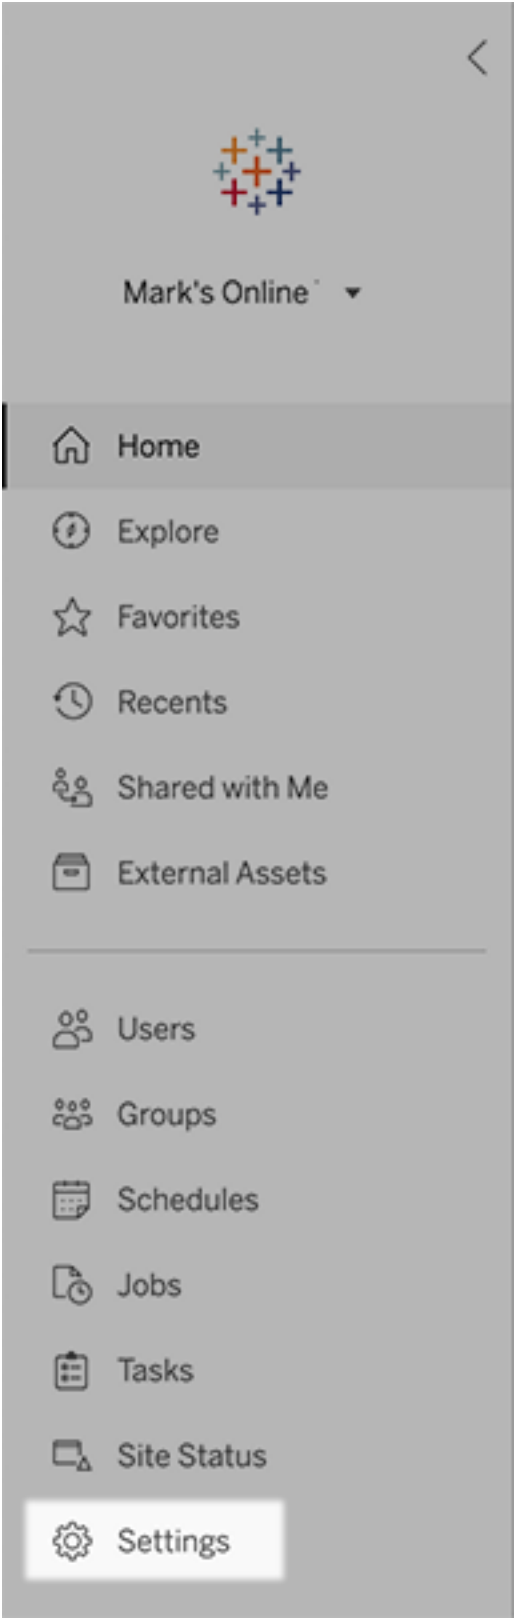 Mark's Online
Home
Explore
Favorites
Recents
Shared with Me
External Assets
Users
Groups
Schedules
Jobs
Tasks
Site Status
Settings